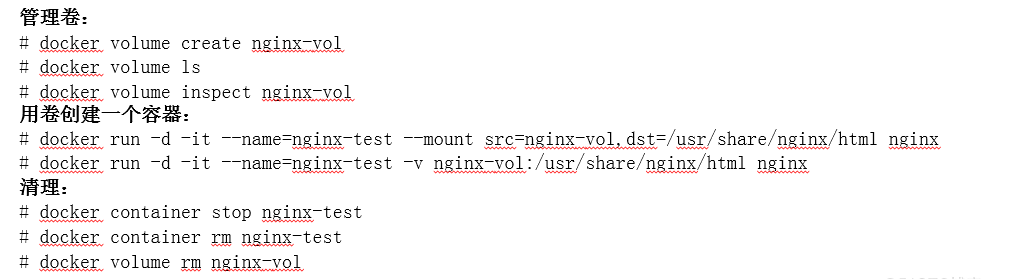 管理卷：
# docker volume create nginx-vol
# docker volume ls
# docker volume inspect nginx-vol
用卷创建一个容器：
# docker run -d -it --name=nginx-test --mount src=nginx-vol,dst=/usr/share/nginx/html nginx
# docker run -d -it --name=nginx-test -v nginx-vol:/usr/share/nginx/html nginx
清理：
# docker container stop nginx-test
# docker container rm nginx-test
# docker volume rm nginx-vol